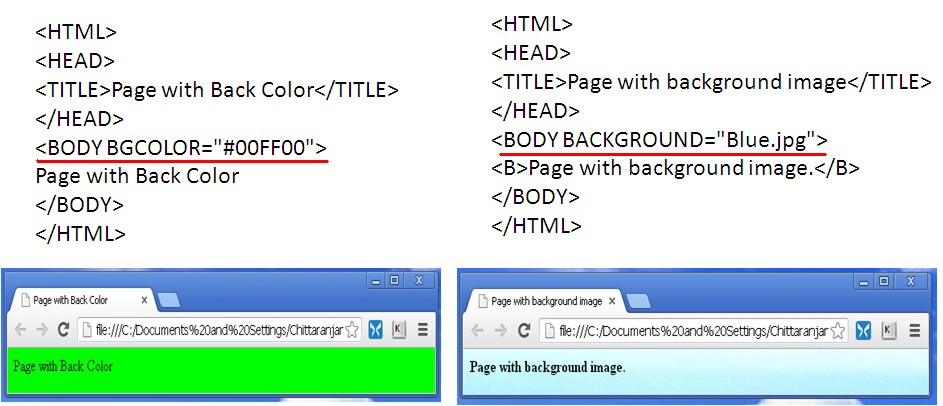 <HTML>
<HEAD>
<TITLE>Page with Back Color</TITLE>
</HEAD>
<BODY BGCOLOR="#00FF00">
Page with Back Color
</BODY>
</HTML>
<HTML>
<HEAD>
<TITLE>Page with background image</TITLE>
</HEAD>
<BODY BACKGROUND="Blue.jpg">
<B>Page with background image.</B>
</BODY>
</HTML>
Page with Back Color
file:///C:/Documents%20and%20Settings/Chittaranjar
K
Page with Back Color
Page with background image
file:///C:/Documents%20and%20Settings/Chittaranjar
K
Page with background image.